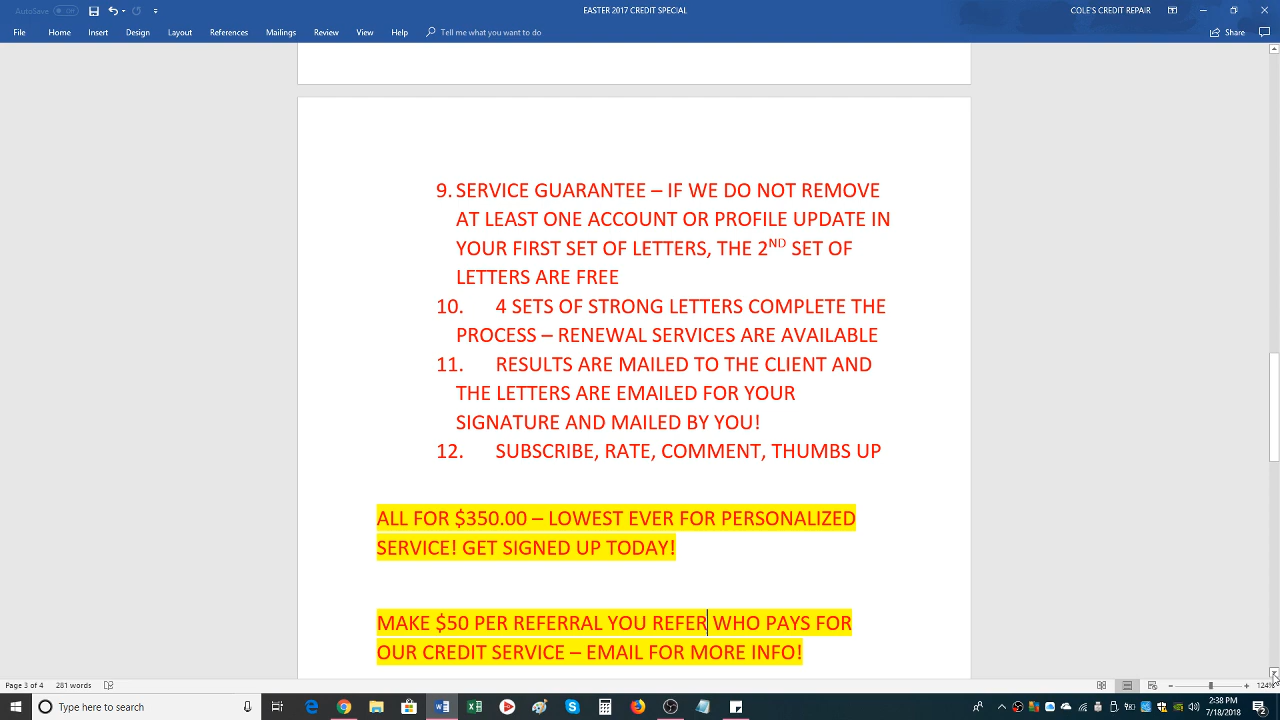 AutoSave Off
EASTER 2017 CREDIT SPECIAL
COLE'S CREDIT REPAIR
File Home Insert Design Layout References Mailings Review View Help Tell me what you want to do Share
9. SERVICE GUARANTEE – IF WE DO NOT REMOVE
AT LEAST ONE ACCOUNT OR PROFILE UPDATE IN
YOUR FIRST SET OF LETTERS, THE 2ND SET OF
LETTERS ARE FREE
10. 4 SETS OF STRONG LETTERS COMPLETE THE
PROCESS – RENEWAL SERVICES ARE AVAILABLE
11. RESULTS ARE MAILED TO THE CLIENT AND
THE LETTERS ARE EMAILED FOR YOUR
SIGNATURE AND MAILED BY YOU!
12. SUBSCRIBE, RATE, COMMENT, THUMBS UP
ALL FOR $350.00 – LOWEST EVER FOR PERSONALIZED
SERVICE! GET SIGNED UP TODAY!
MAKE $50 PER REFERRAL YOU REFER WHO PAYS FOR
OUR CREDIT SERVICE – EMAIL FOR MORE INFO!
Page 3 of 4 281 words
Type here to search
2:38 PM
7/18/2018